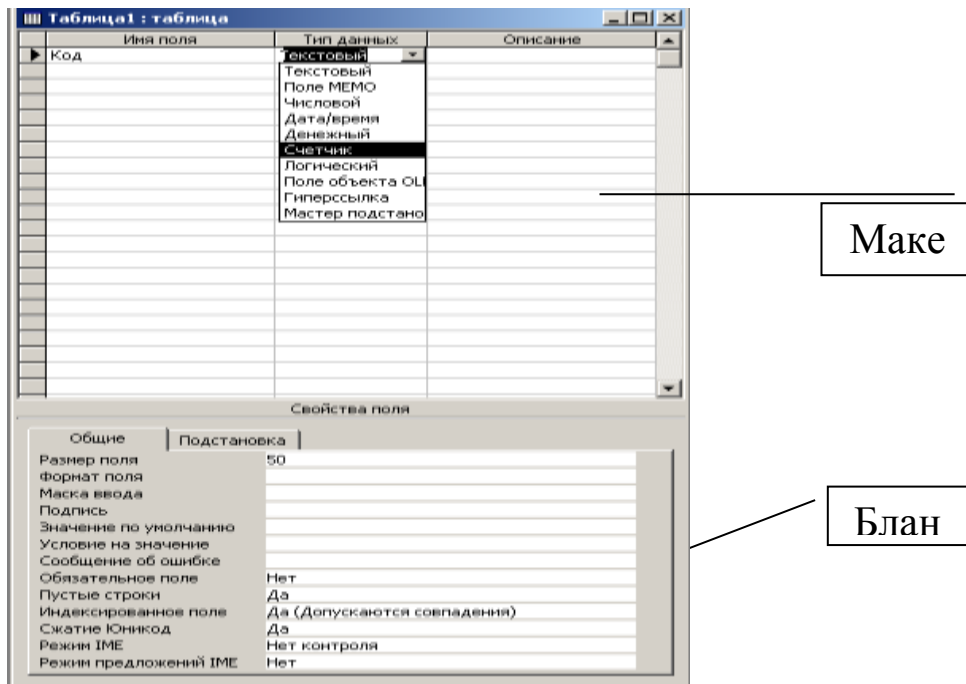 Таблица1 : таблица
Имя поля Тип данных Описание
Код Текстовый
Текстовый
Поле МЕМО
Числовой
Дата/время
Денежный
Счетчик
Логический
Поле объекта OLI
Гиперссылка
Мастер подстано
Маке
Свойства поля
Общие Подстановка
Размер поля 50
Формат поля
Маска ввода
Подпись
Значение по умолчанию
Условие на значение
Сообщение об ошибке
Обязательное поле Нет
Пустые строки Да
Индексированное поле Да (Допускаются совпадения)
Сжатие Юникод Да
Режим IME Нет контроля
Режим предложений IME Нет
Блан